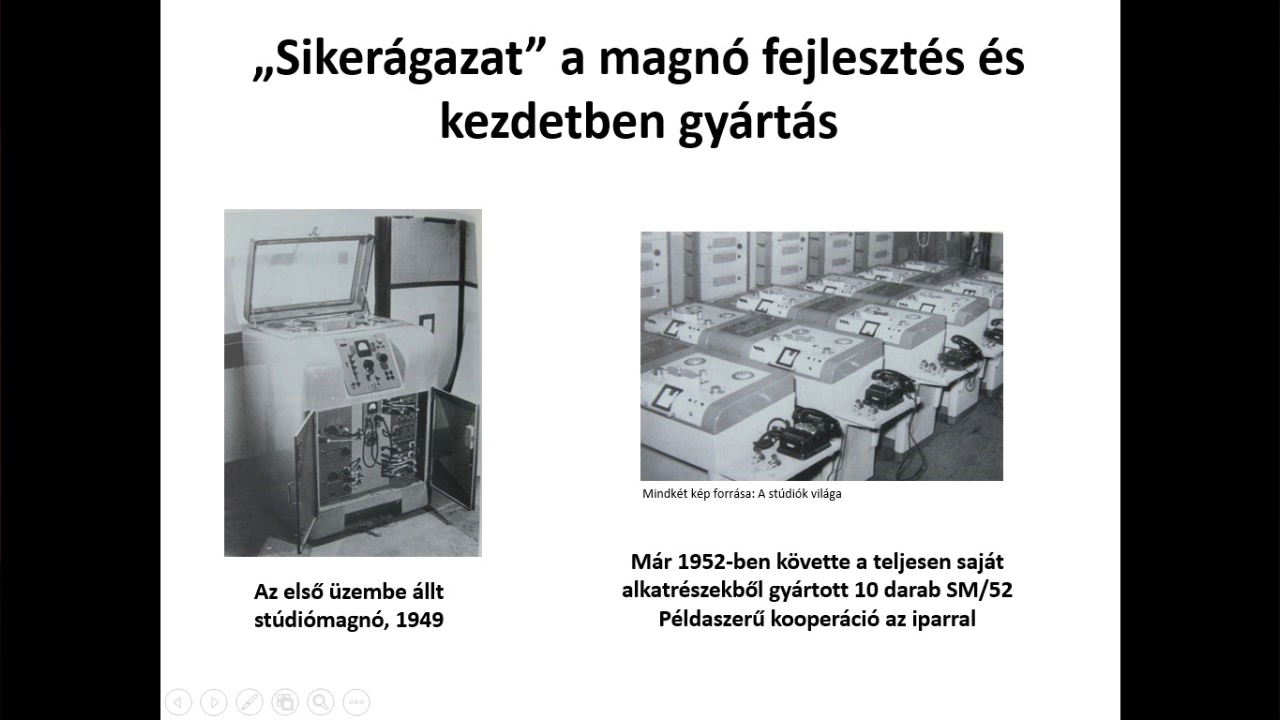 „Sikerágazat” a magnó fejlesztés és
kezdetben gyártás
Mindkét kép forrása: A stúdiók világa
Az első üzembe állt
stúdiómagnó, 1949
Már 1952-ben követte a teljesen saját
alkatrészekből gyártott 10 darab SM/52
Példaszerű kooperáció az iparral